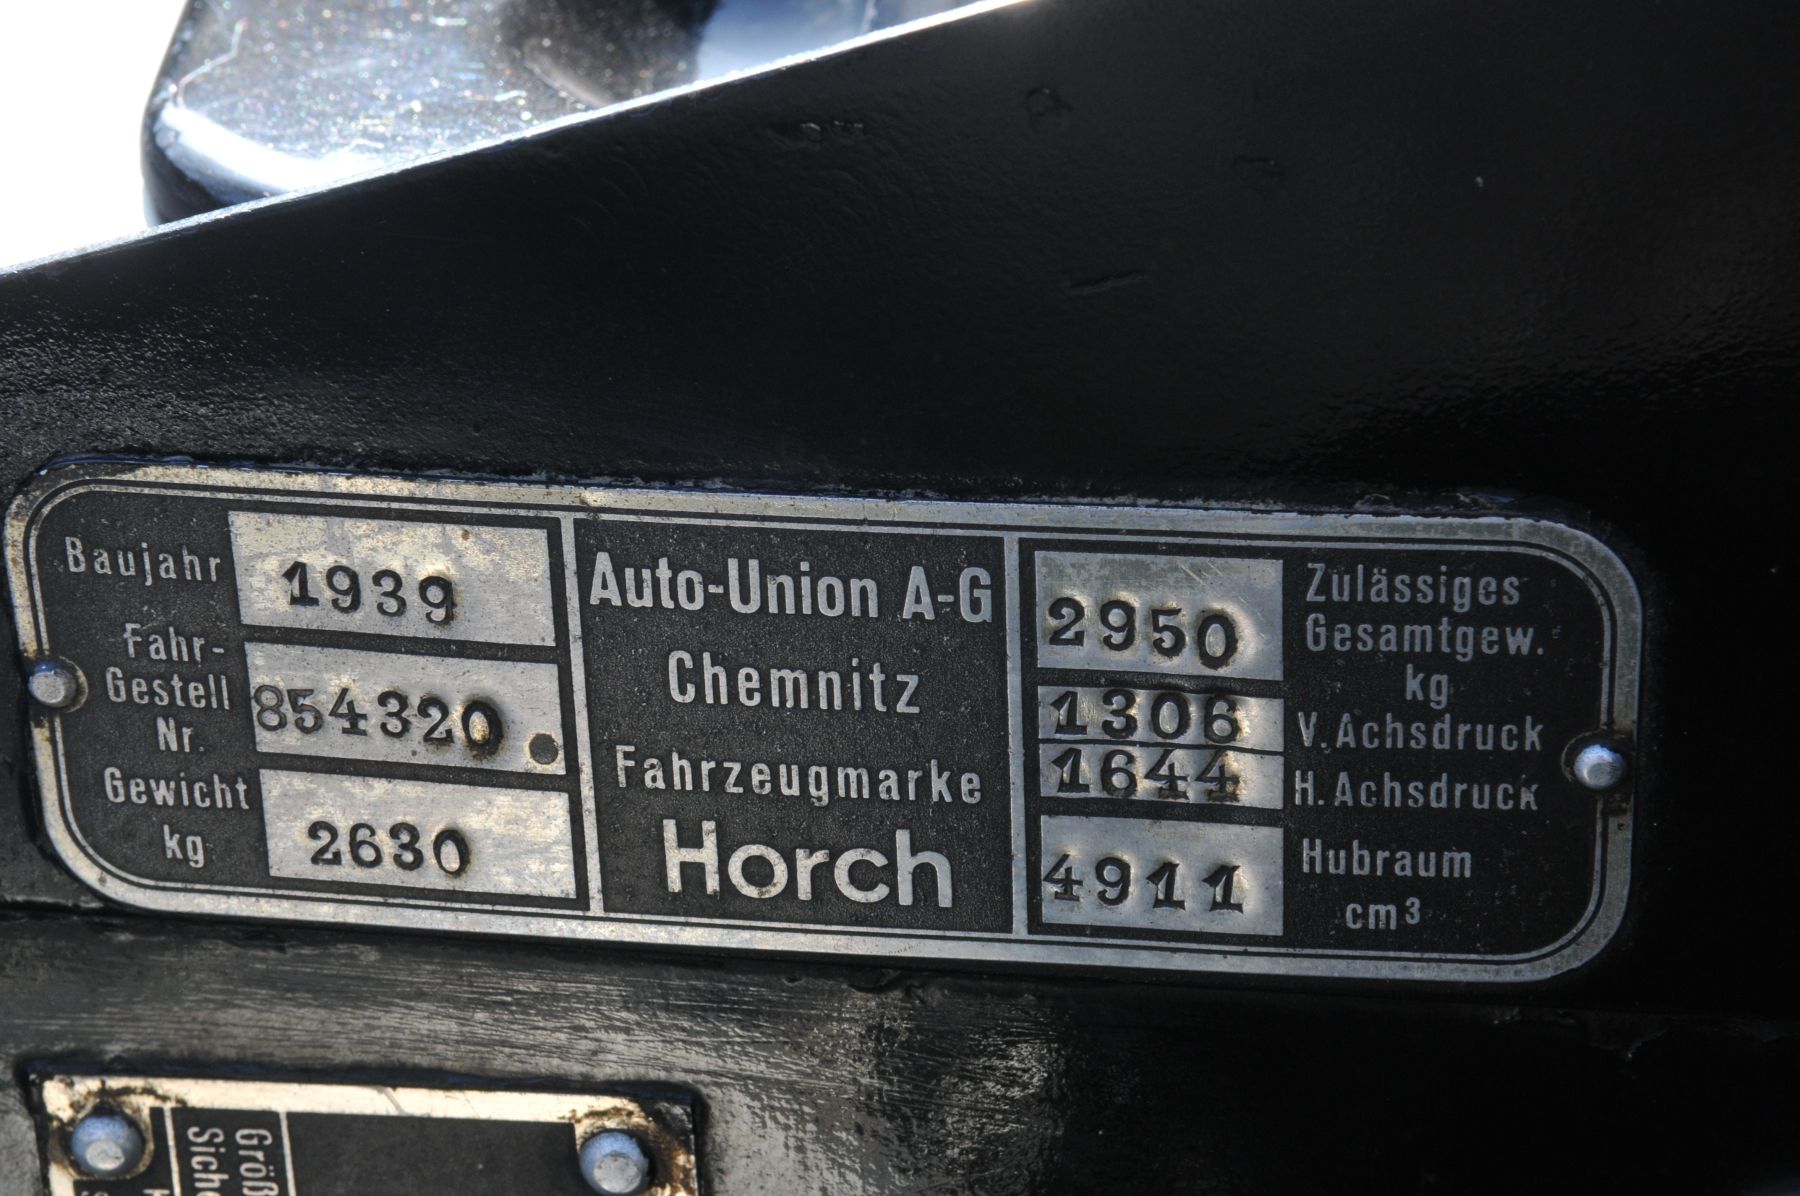 Baujahr 1939
Fahr-
Gestell
Nr.
854320
Gewicht
kg
2630
Auto-Union A-G
Chemnitz
Fahrzeugmarke
Horch
2950 Zulässiges
Gesamtgew.
kg
1306 V. Achsdruck
1644 H. Achsdruck
4911 Hubraum
cm³